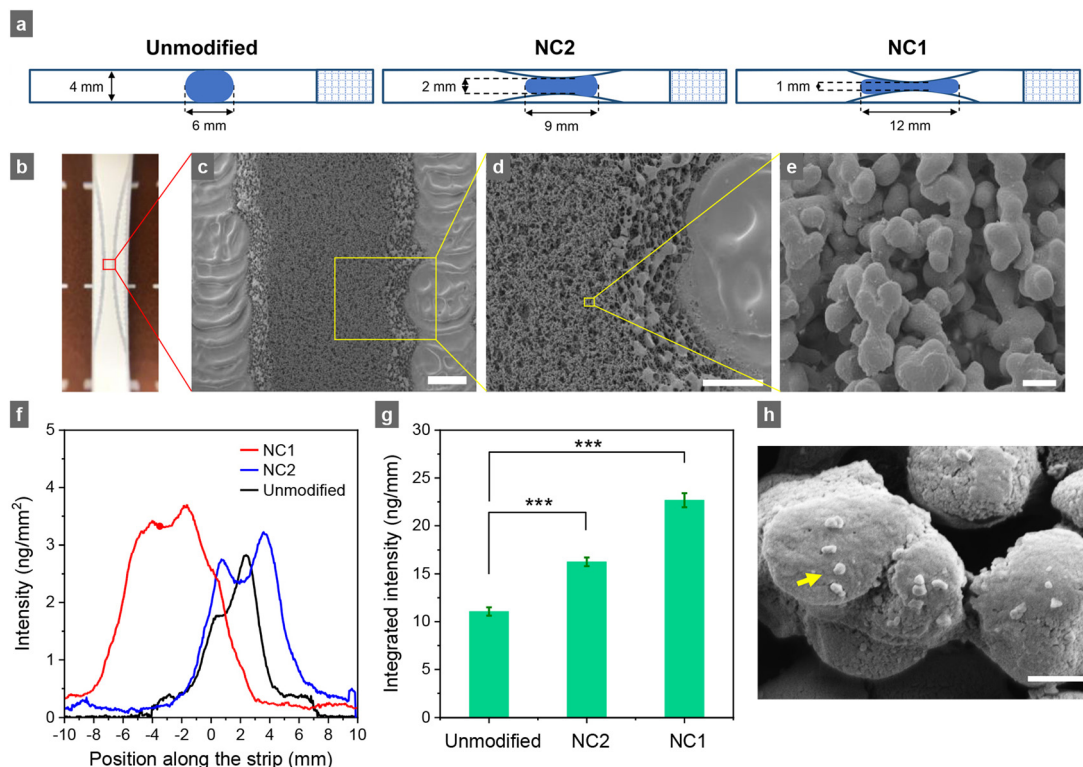 a
Unmodified
NC2
NC1
4 mm
2 mm
1 mm
6 mm
9 mm
12 mm
b
c
d
e
f
5
4
3
2
1
0
Intensity (ng/mm²)
NC1
NC2
Unmodified
-10 -8 -6 -4 -2 0 2 4 6 8 10
Position along the strip (mm)
g
30
25
20
15
10
5
0
Integrated intensity (ng/mm)
***
***
Unmodified NC2 NC1
h